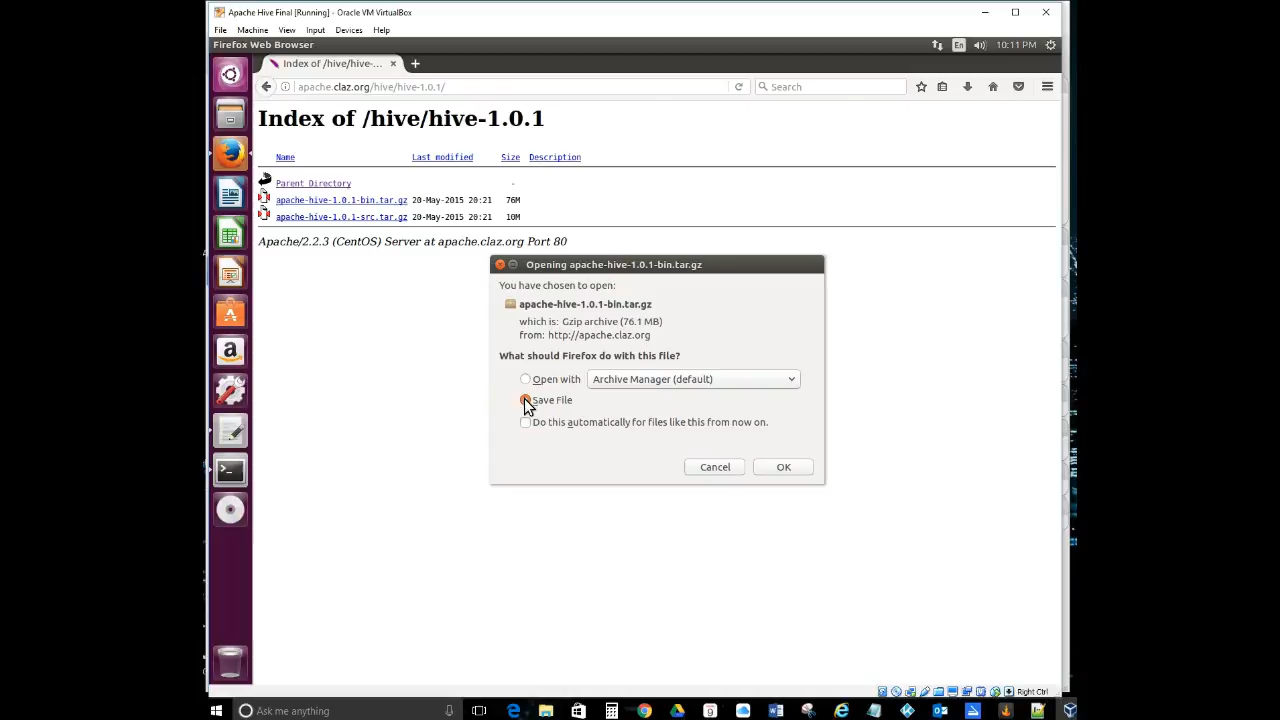 Apache Hive Final [Running] - Oracle VM VirtualBox
File Machine View Input Devices Help
Firefox Web Browser En 10:11 PM
Index of /hive/hive-...
apache.claz.org/hive/hive-1.0.1/ Search
Index of /hive/hive-1.0.1
Name Last modified Size Description
Parent Directory -
apache-hive-1.0.1-bin.tar.gz 20-May-2015 20:21 76M
apache-hive-1.0.1-src.tar.gz 20-May-2015 20:21 10M
Apache/2.2.3 (CentOS) Server at apache.claz.org Port 80
Opening apache-hive-1.0.1-bin.tar.gz
You have chosen to open:
apache-hive-1.0.1-bin.tar.gz
which is: Gzip archive (76.1 MB)
from: http://apache.claz.org
What should Firefox do with this file?
Open with Archive Manager (default)
Save File
Do this automatically for files like this from now on.
Cancel OK
Right Ctrl
Ask me anything